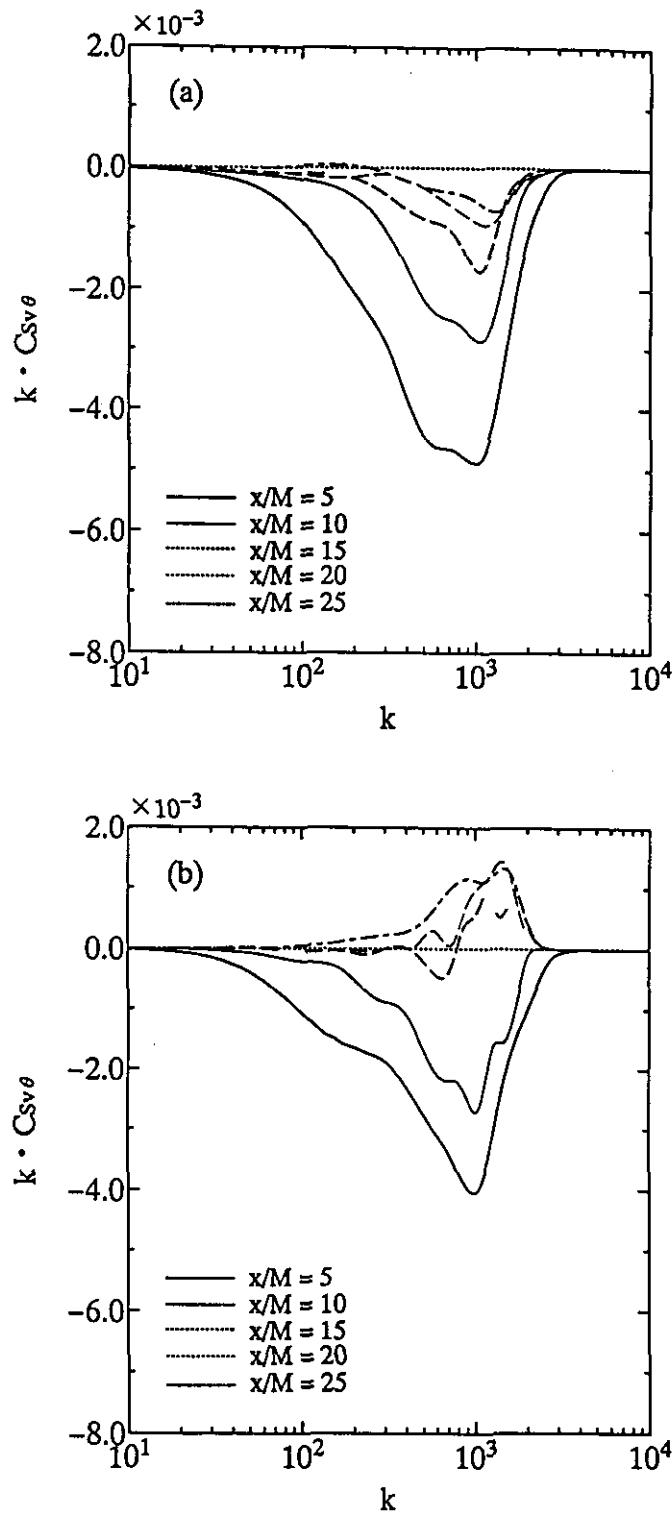 ×10⁻³
2.0
(a)
0.0
−2.0
−4.0
−6.0
−8.0
k・Csvθ
x/M = 5
x/M = 10
x/M = 15
x/M = 20
x/M = 25
10¹ 10² 10³ 10⁴
k
×10⁻³
2.0
(b)
0.0
−2.0
−4.0
−6.0
−8.0
k・Csvθ
x/M = 5
x/M = 10
x/M = 15
x/M = 20
x/M = 25
10¹ 10² 10³ 10⁴
k